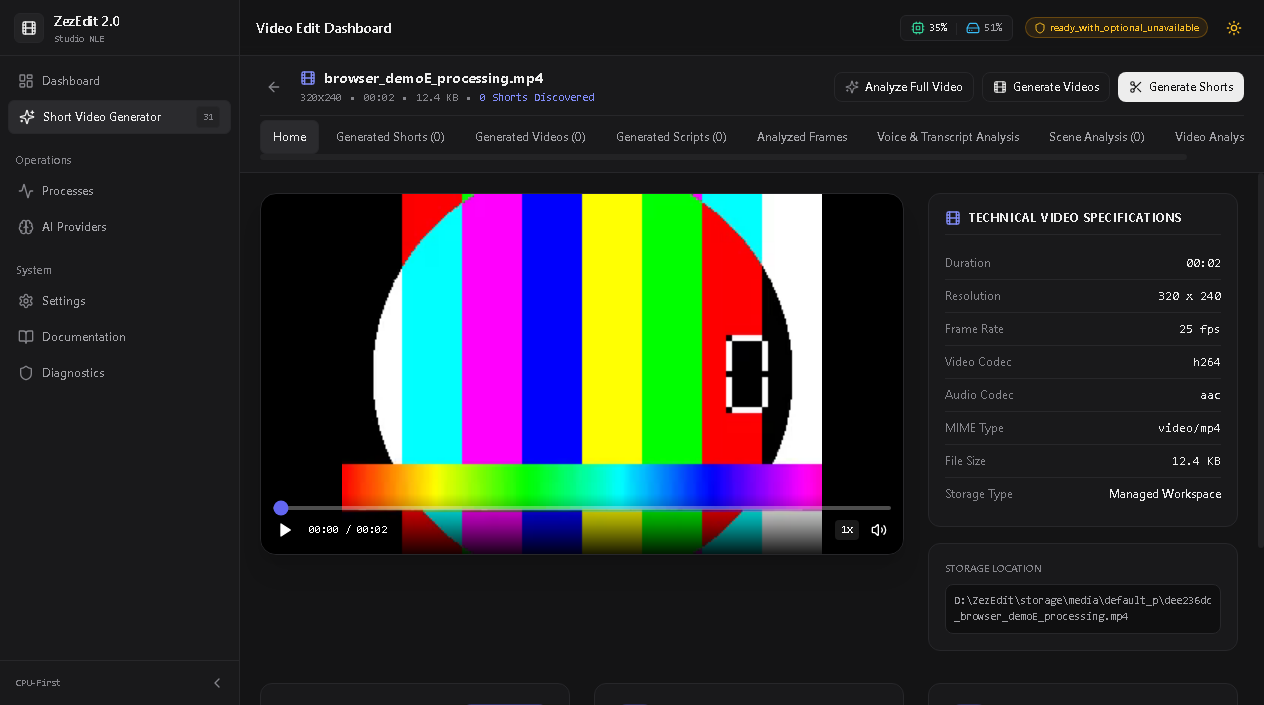 ZezEdit 2.0
Studio NLE
Dashboard
Short Video Generator 31
Operations
Processes
AI Providers
System
Settings
Documentation
Diagnostics
CPU-First
Video Edit Dashboard
35% 51%
ready_with_optional_unavailable
browser_demoE_processing.mp4
320x240 • 00:02 • 12.4 KB • 0 Shorts Discovered
Analyze Full Video
Generate Videos
Generate Shorts
Home
Generated Shorts (0)
Generated Videos (0)
Generated Scripts (0)
Analyzed Frames
Voice & Transcript Analysis
Scene Analysis (0)
Video Analys
0
00:00 / 00:02
1x
TECHNICAL VIDEO SPECIFICATIONS
Duration 00:02
Resolution 320 x 240
Frame Rate 25 fps
Video Codec h264
Audio Codec aac
MIME Type video/mp4
File Size 12.4 KB
Storage Type Managed Workspace
STORAGE LOCATION
D:\ZezEdit\storage\media\default_p\dee236dc
_browser_demoE_processing.mp4